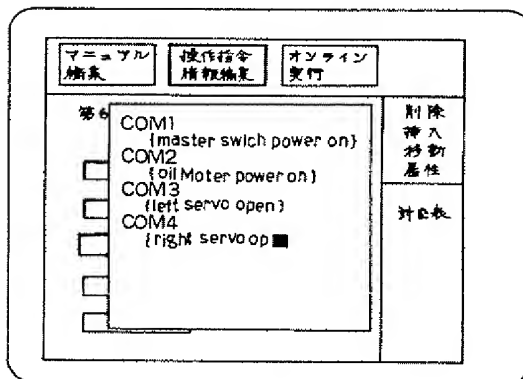 マニュアル
編集
操作指令
情報編集
オンライン
実行
第6
COM1
{master swich power on}
COM2
{oil Moter power on}
COM3
{left servo open}
COM4
{right servo op
削除
挿入
移動
属性
対応表